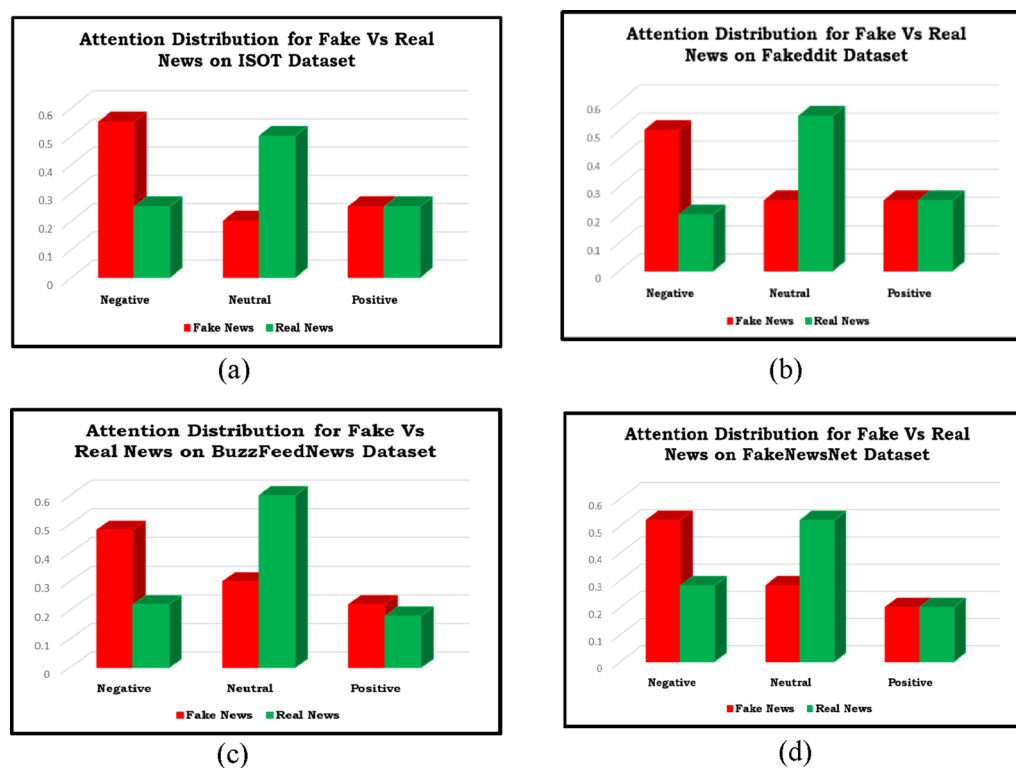 Attention Distribution for Fake Vs Real
News on ISOT Dataset
0.6
0.5
0.4
0.3
0.2
0.1
0
Negative Neutral Positive
Fake News Real News
(a)
Attention Distribution for Fake Vs Real
News on Fakeddit Dataset
0.6
0.5
0.4
0.3
0.2
0.1
0
Negative Neutral Positive
Fake News Real News
(b)
Attention Distribution for Fake Vs
Real News on BuzzFeedNews Dataset
0.6
0.5
0.4
0.3
0.2
0.1
0
Negative Neutral Positive
Fake News Real News
(c)
Attention Distribution for Fake Vs Real
News on FakeNewsNet Dataset
0.6
0.5
0.4
0.3
0.2
0.1
0
Negative Neutral Positive
Fake News Real News
(d)